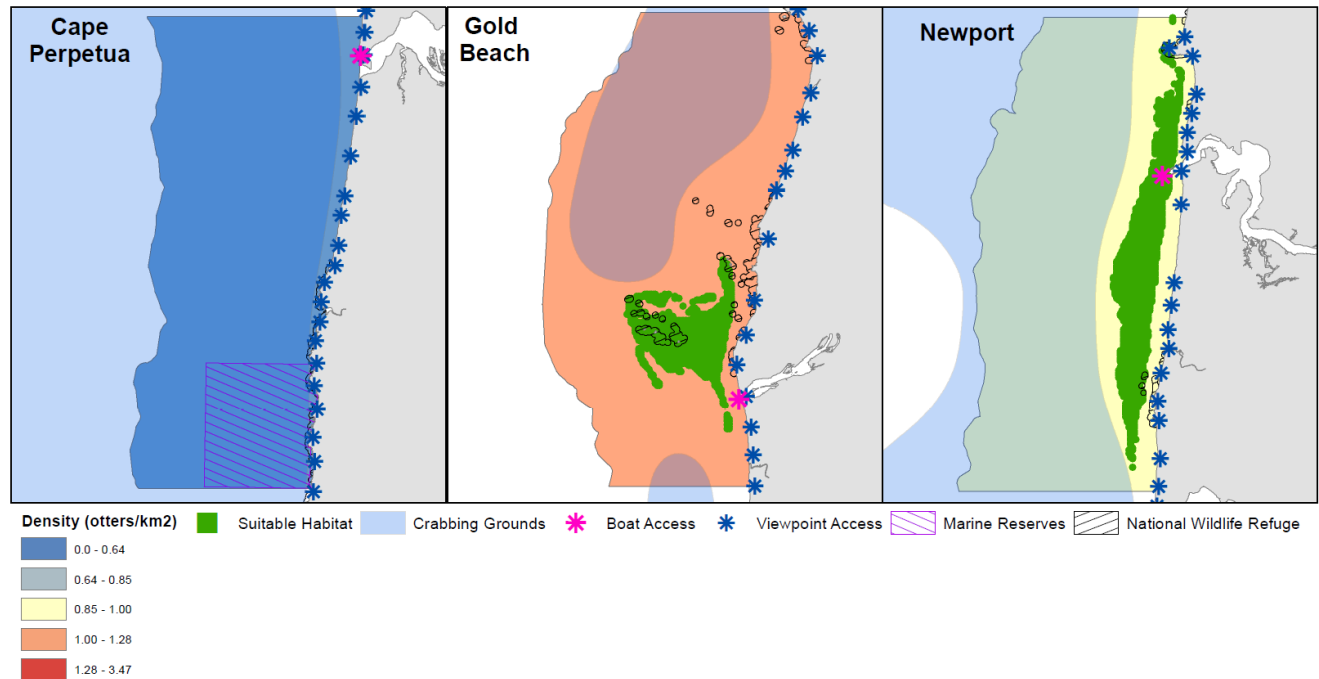 Cape
Perpetua
Gold
Beach
Newport
Density (otters/km2)
Suitable Habitat
Crabbing Grounds
Boat Access
Viewpoint Access
Marine Reserves
National Wildlife Refuge
0.0 - 0.64
0.64 - 0.85
0.85 - 1.00
1.00 - 1.28
1.28 - 3.47